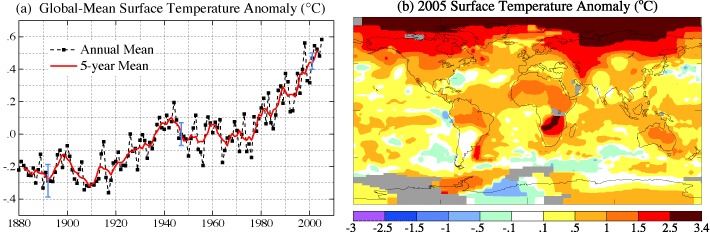 (a) Global-Mean Surface Temperature Anomaly (°C)
.6
.4
.2
.0
-.2
-.4
1880 1900 1920 1940 1960 1980 2000
Annual Mean
5-year Mean
(b) 2005 Surface Temperature Anomaly (°C)
-3 -2.5 -1.5 -1 -.5 -.1 .1 .5 1 1.5 2.5 3.4